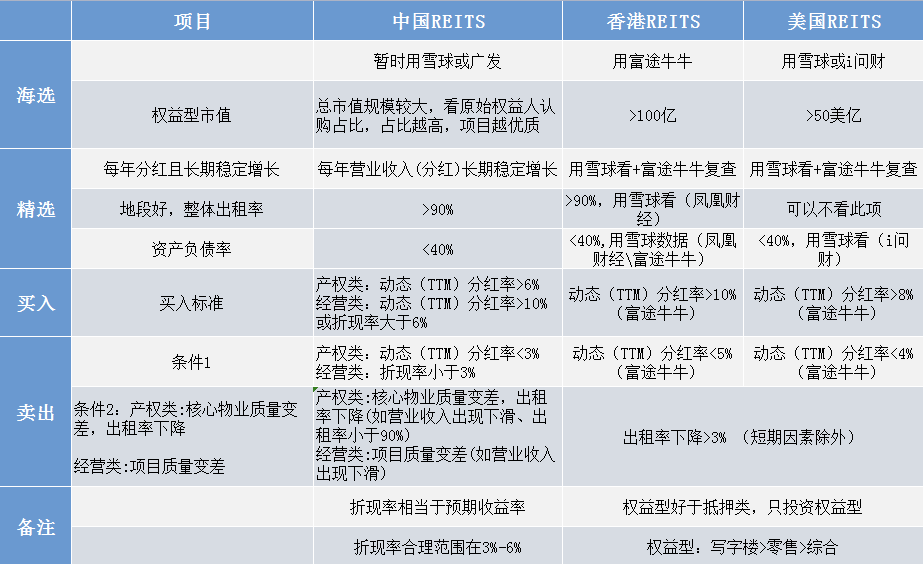 项目
中国REITS
香港REITS
美国REITS
海选
暂时用雪球或广发
用富途牛牛
用雪球或i问财
权益型市值
总市值规模较大，看原始权益人认
购占比，占比越高，项目越优质
>100亿
>50美亿
精选
每年分红且长期稳定增长
每年营业收入(分红)长期稳定增长
用雪球看+富途牛牛复查
用雪球看+富途牛牛复查
地段好，整体出租率
>90%
>90%，用雪球看（凤凰财
经）
可以不看此项
资产负债率
<40%
<40%,用雪球数据（凤凰
财经\富途牛牛）
<40%，用雪球看（i问
财）
买入
买入标准
产权类：动态（TTM）分红率>6%
经营类：动态（TTM）分红率>10%
或折现率大于6%
动态（TTM）分红率>10%
（富途牛牛）
动态（TTM）分红率>8%
（富途牛牛）
卖出
条件1
产权类：动态（TTM）分红率<3%
经营类：折现率小于3%
动态（TTM）分红率<5%
（富途牛牛）
动态（TTM）分红率<4%
（富途牛牛）
条件2：产权类:核心物业质量变
差，出租率下降
经营类:项目质量变差
产权类:核心物业质量变差，出租
率下降(如营业收入出现下滑、出
租率小于90%)
经营类:项目质量变差(如营业收入
出现下滑)
出租率下降>3% （短期因素除外）
备注
折现率相当于预期收益率
权益型好于抵押类，只投资权益型
折现率合理范围在3%-6%
权益型：写字楼>零售>综合